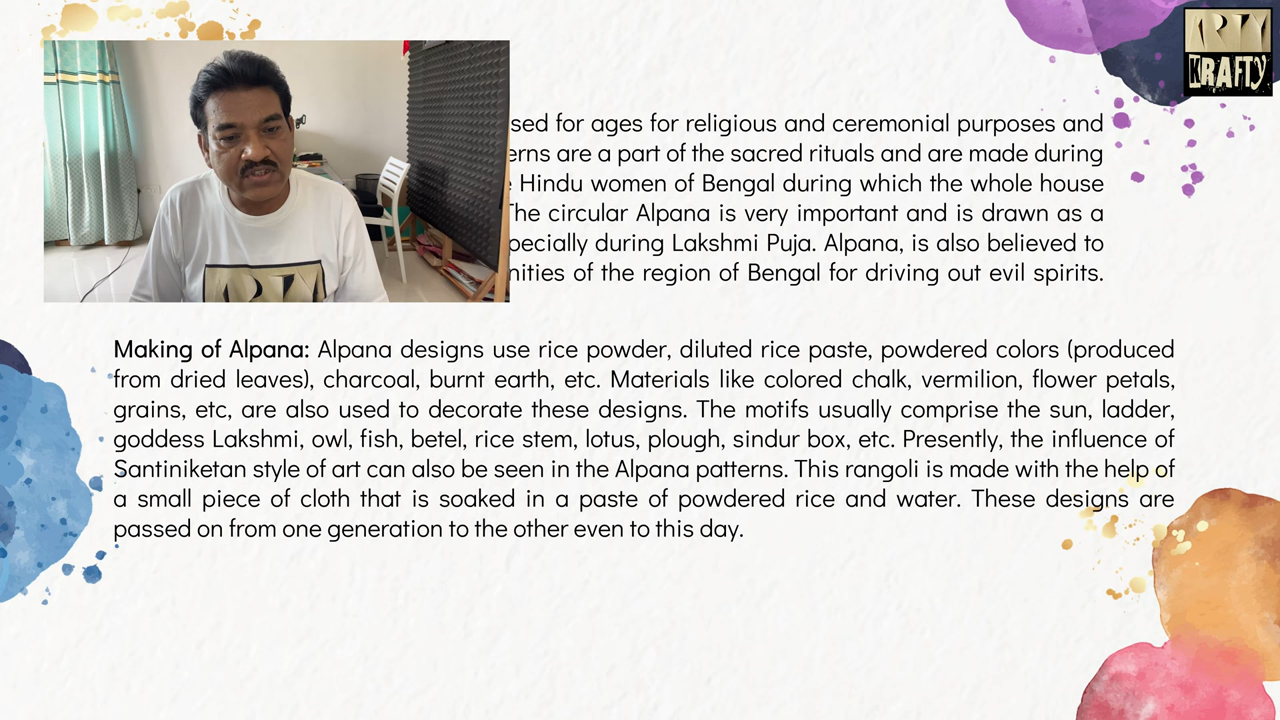 ARTY
KRAFTY
sed for ages for religious and ceremonial purposes and
erns are a part of the sacred rituals and are made during
Hindu women of Bengal during which the whole house
The circular Alpana is very important and is drawn as a
pecially during Lakshmi Puja. Alpana, is also believed to
nities of the region of Bengal for driving out evil spirits.
Making of Alpana: Alpana designs use rice powder, diluted rice paste, powdered colors (produced
from dried leaves), charcoal, burnt earth, etc. Materials like colored chalk, vermilion, flower petals,
grains, etc, are also used to decorate these designs. The motifs usually comprise the sun, ladder,
goddess Lakshmi, owl, fish, betel, rice stem, lotus, plough, sindur box, etc. Presently, the influence of
Santiniketan style of art can also be seen in the Alpana patterns. This rangoli is made with the help of
a small piece of cloth that is soaked in a paste of powdered rice and water. These designs are
passed on from one generation to the other even to this day.